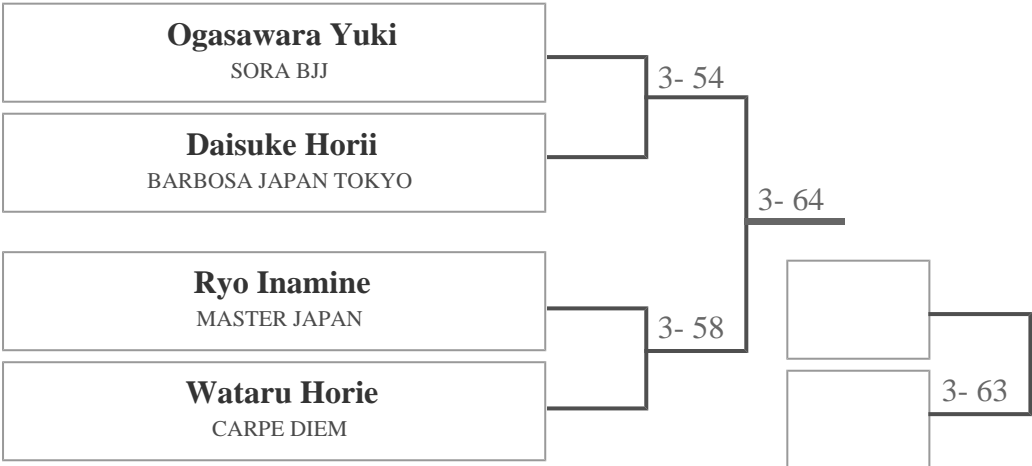 Ogasawara Yuki
SORA BJJ
3- 54
Daisuke Horii
BARBOSA JAPAN TOKYO
3- 64
Ryo Inamine
MASTER JAPAN
3- 58
Wataru Horie
CARPE DIEM
3- 63